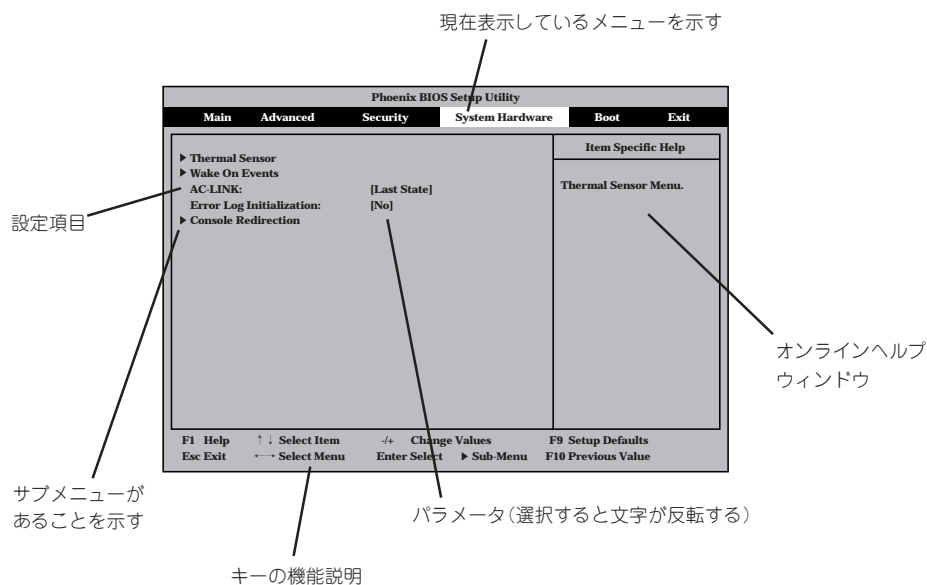 現在表示しているメニューを示す
Phoenix BIOS Setup Utility
Main Advanced Security System Hardware Boot Exit
Item Specific Help
▶ Thermal Sensor
▶ Wake On Events
Thermal Sensor Menu.
AC-LINK: [Last State]
Error Log Initialization: [No]
▶ Console Redirection
設定項目
オンラインヘルプ
ウィンドウ
F1 Help ↑↓ Select Item -/+ Change Values F9 Setup Defaults
Esc Exit ←→ Select Menu Enter Select ▶ Sub-Menu F10 Previous Value
サブメニューが
あることを示す
パラメータ(選択すると文字が反転する)
キーの機能説明